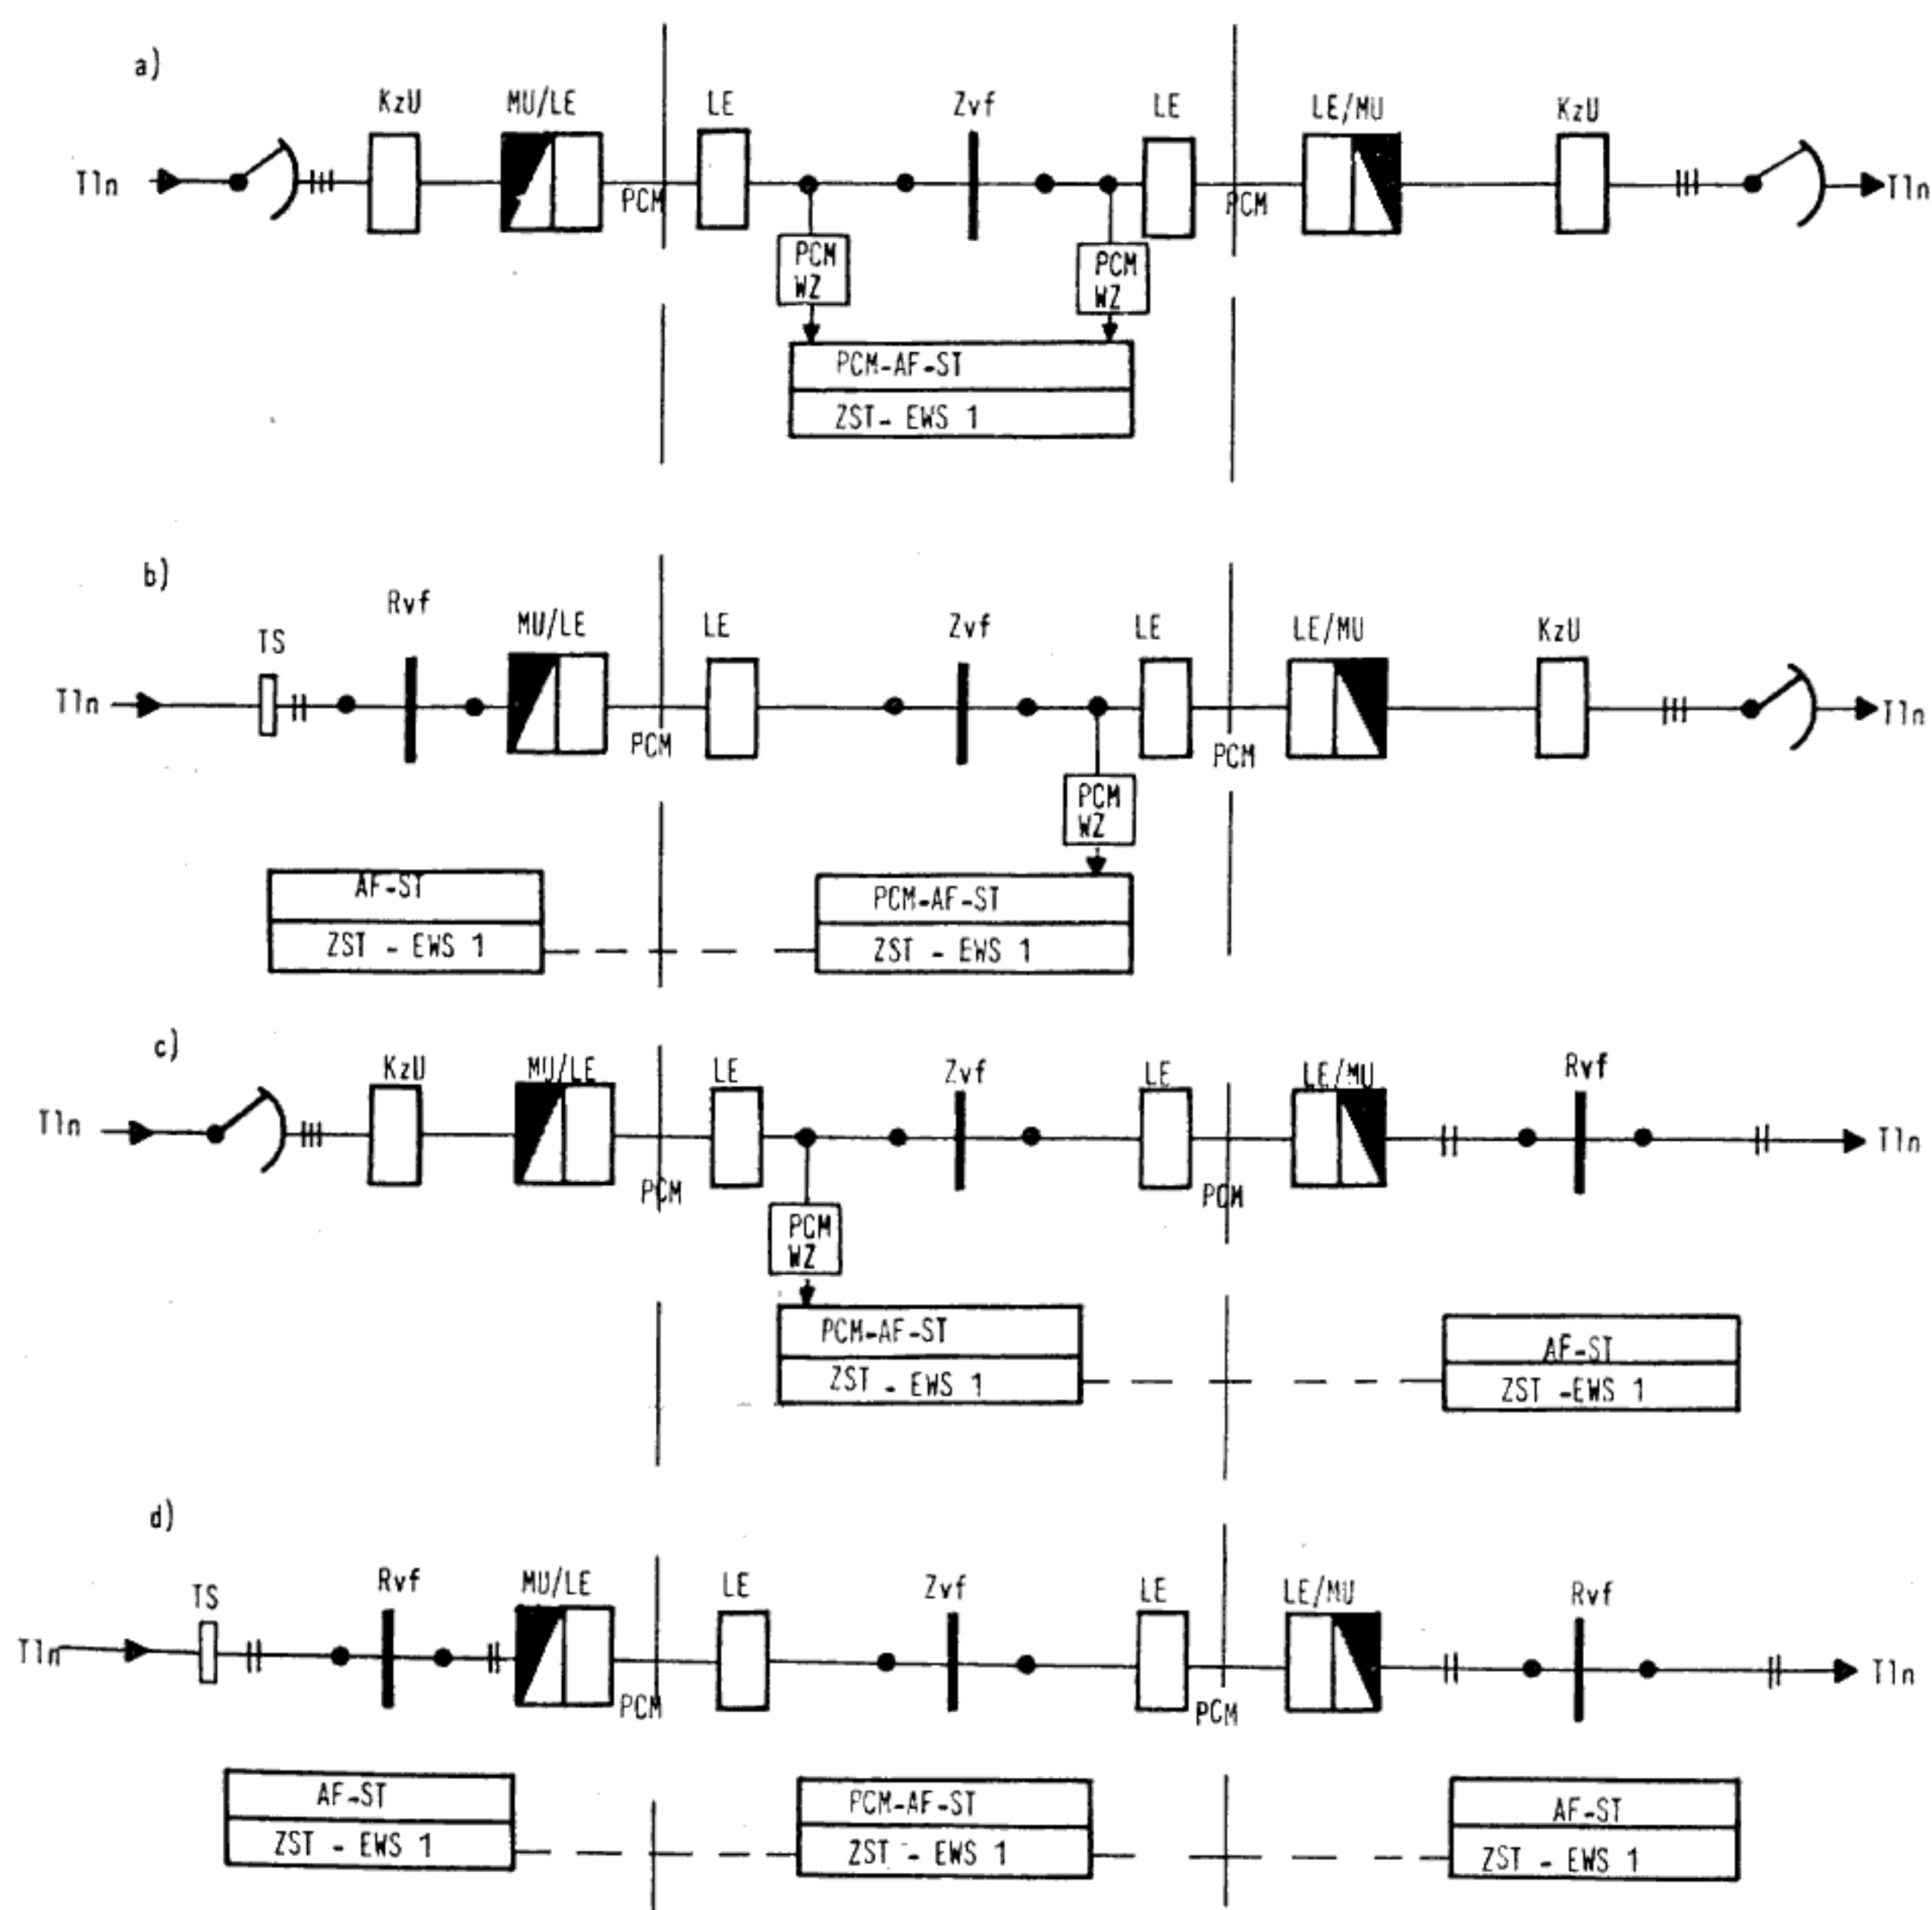 a)
KzU MU/LE LE Zvf LE LE/MU KzU
Tln PCM PCM Tln
PCM PCM
WZ WZ
PCM-AF-ST
ZST- EWS 1
b)
TS Rvf MU/LE LE Zvf LE LE/MU KzU
Tln PCM PCM Tln
PCM
WZ
AF-ST PCM-AF-ST
ZST - EWS 1 ZST - EWS 1
c)
KzU MU/LE LE Zvf LE LE/MU Rvf
Tln PCM PCM Tln
PCM
WZ
PCM-AF-ST AF-ST
ZST - EWS 1 ZST -EWS 1
d)
TS Rvf MU/LE LE Zvf LE LE/MU Rvf
Tln PCM PCM Tln
AF-ST PCM-AF-ST AF-ST
ZST - EWS 1 ZST - EWS 1 ZST - EWS 1